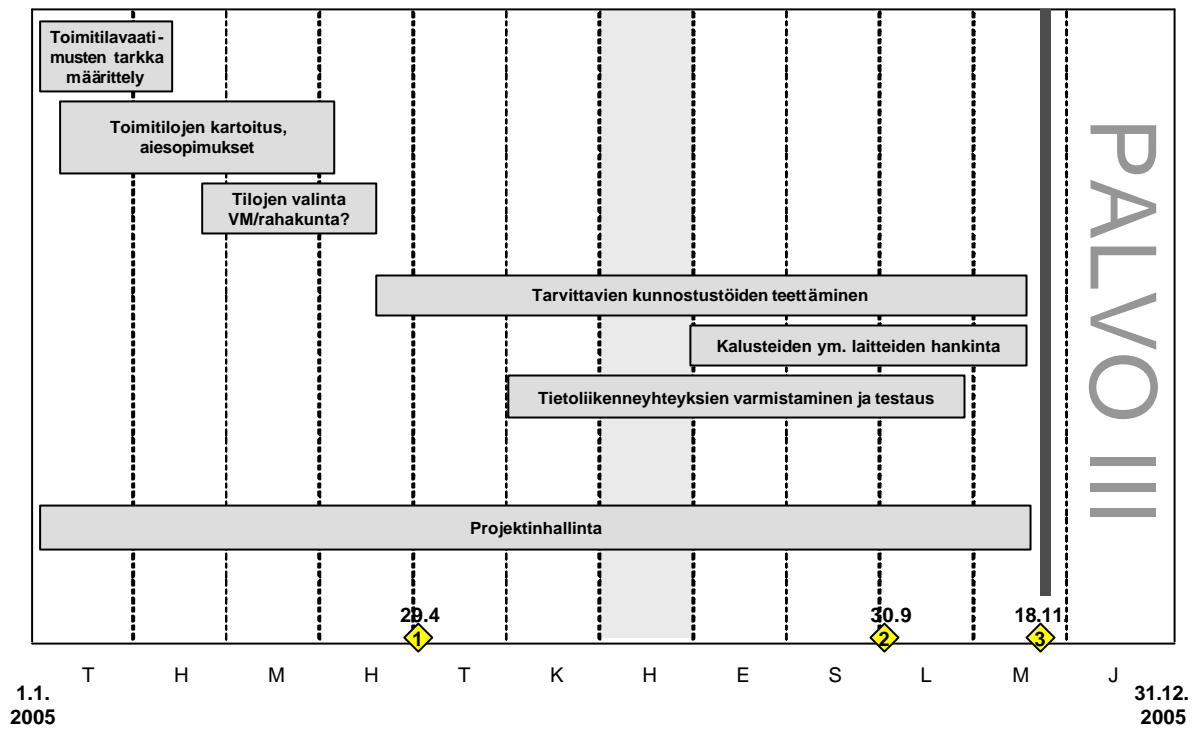 Toimitilavaati-
musten tarkka
määrittely
Toimitilojen kartoitus,
aiesopimukset
Tilojen valinta
VM/rahakunta?
Tarvittavien kunnostustöiden teettäminen
Kalusteiden ym. laitteiden hankinta
Tietoliikenneyhteyksien varmistaminen ja testaus
Projektinhallinta
PALVO III
29.4
30.9
18.11.
1
2
3
T H M H T K H E S L M J
1.1.
2005
31.12.
2005